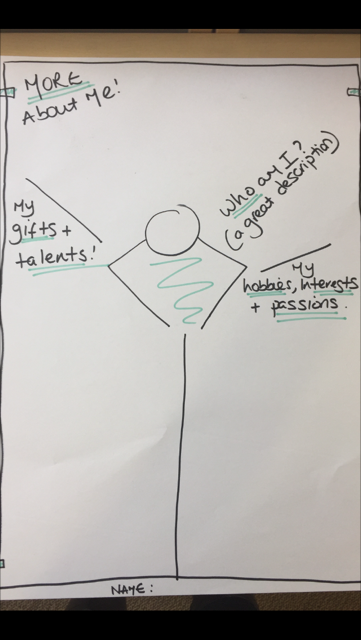 MORE
About Me!
Who am I?
(a great description)
My
gifts +
talents!
My
hobbies, Interests
+ passions.
NAME: